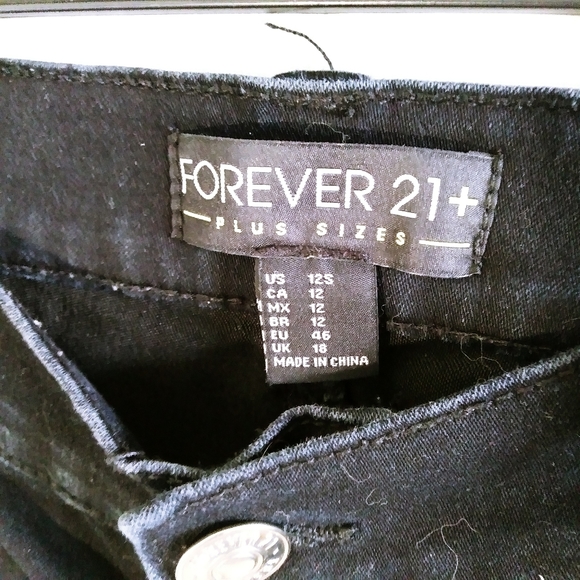 FOREVER 21+
PLUS SIZES
US 12S
CA 12
MX 12
BR 12
EU 46
UK 18
MADE IN CHINA